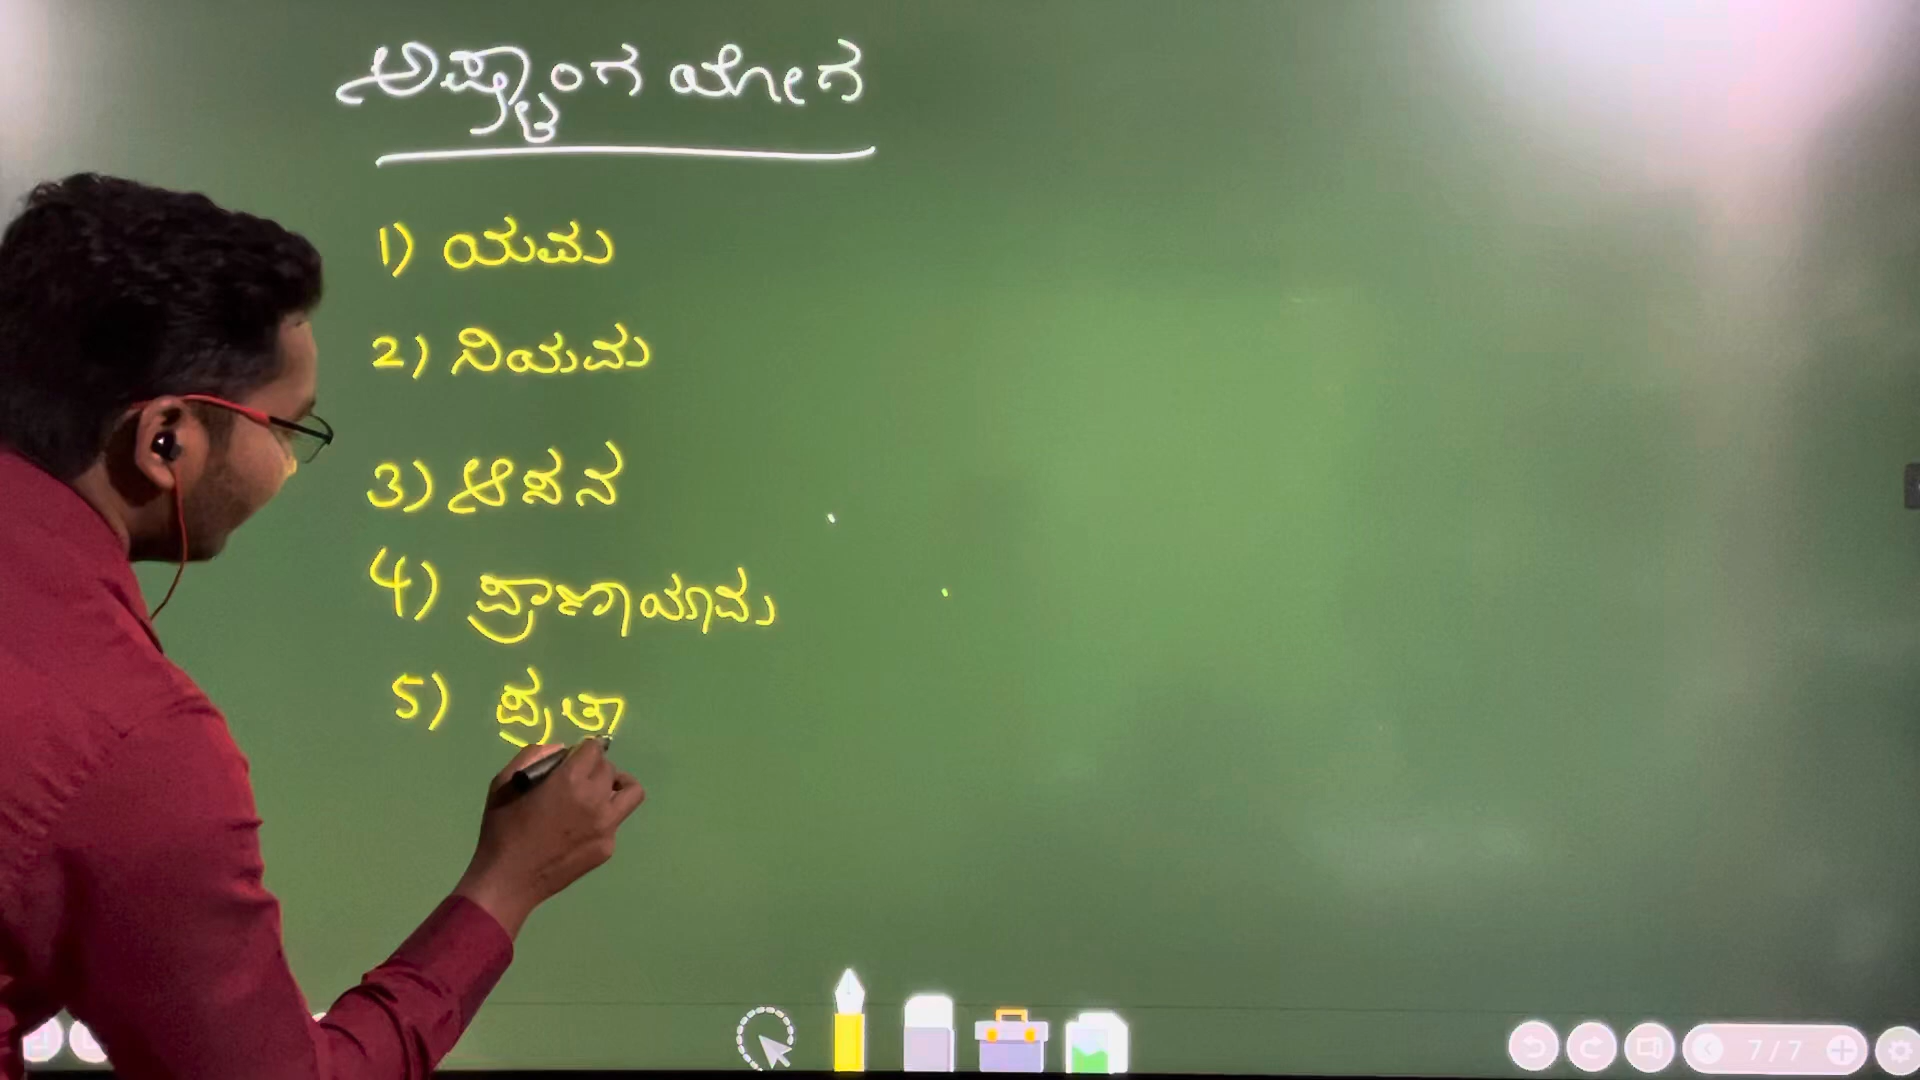 ಅಷ್ಟಾಂಗ ಯೋಗ
1) ಯಮ
2) ನಿಯಮ
3) ಆಸನ
4) ಪ್ರಾಣಾಯಾಮ
5) ಪ್ರತಾ
7/7